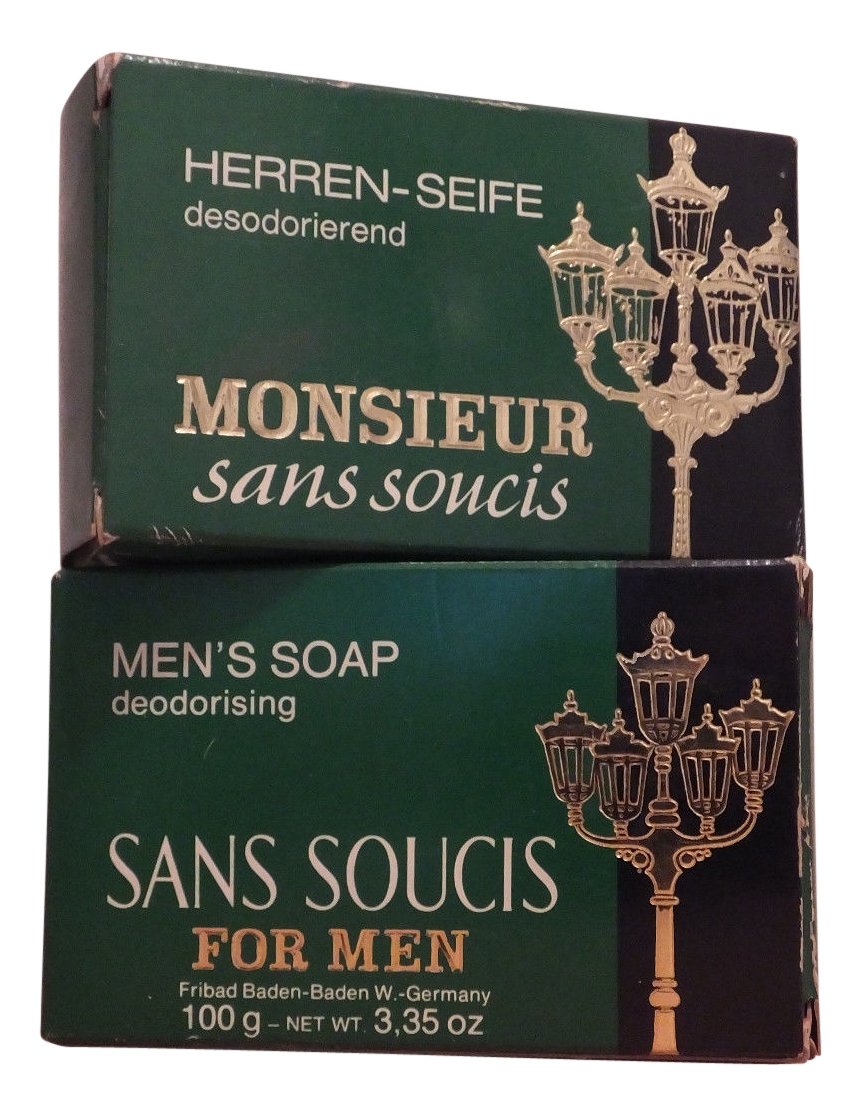 HERREN-SEIFE
desodorierend
MONSIEUR
sans soucis
MEN'S SOAP
deodorising
SANS SOUCIS
FOR MEN
Fribad Baden-Baden W.-Germany
100 g – NET WT. 3,35 oz